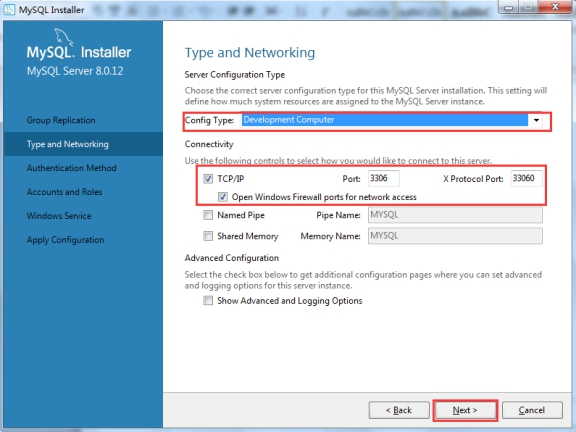 MySQL Installer
MySQL. Installer
MySQL Server 8.0.12
Group Replication
Type and Networking
Authentication Method
Accounts and Roles
Windows Service
Apply Configuration
Type and Networking
Server Configuration Type
Choose the correct server configuration type for this MySQL Server installation. This setting will
define how much system resources are assigned to the MySQL Server instance.
Config Type: Development Computer
Connectivity
Use the following controls to select how you would like to connect to this server.
TCP/IP Port: 3306 X Protocol Port: 33060
Open Windows Firewall ports for network access
Named Pipe Pipe Name: MYSQL
Shared Memory Memory Name: MYSQL
Advanced Configuration
Select the check box below to get additional configuration pages where you can set advanced
and logging options for this server instance.
Show Advanced and Logging Options
< Back Next > Cancel